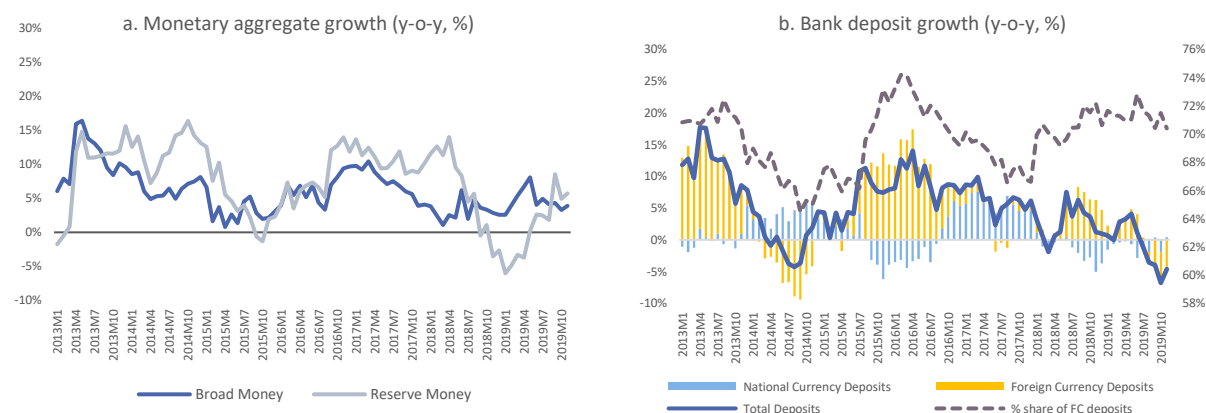 a. Monetary aggregate growth (y-o-y, %)
30%
25%
20%
15%
10%
5%
0%
-5%
-10%
2013M1
2013M4
2013M7
2013M10
2014M1
2014M4
2014M7
2014M10
2015M1
2015M4
2015M7
2015M10
2016M1
2016M4
2016M7
2016M10
2017M1
2017M4
2017M7
2017M10
2018M1
2018M4
2018M7
2018M10
2019M1
2019M4
2019M7
2019M10
Broad Money
Reserve Money
b. Bank deposit growth (y-o-y, %)
30%
25%
20%
15%
10%
5%
0%
-5%
-10%
76%
74%
72%
70%
68%
66%
64%
62%
60%
58%
2013M1
2013M4
2013M7
2013M10
2014M1
2014M4
2014M7
2014M10
2015M1
2015M4
2015M7
2015M10
2016M1
2016M4
2016M7
2016M10
2017M1
2017M4
2017M7
2017M10
2018M1
2018M4
2018M7
2018M10
2019M1
2019M4
2019M7
2019M10
National Currency Deposits
Foreign Currency Deposits
Total Deposits
% share of FC deposits